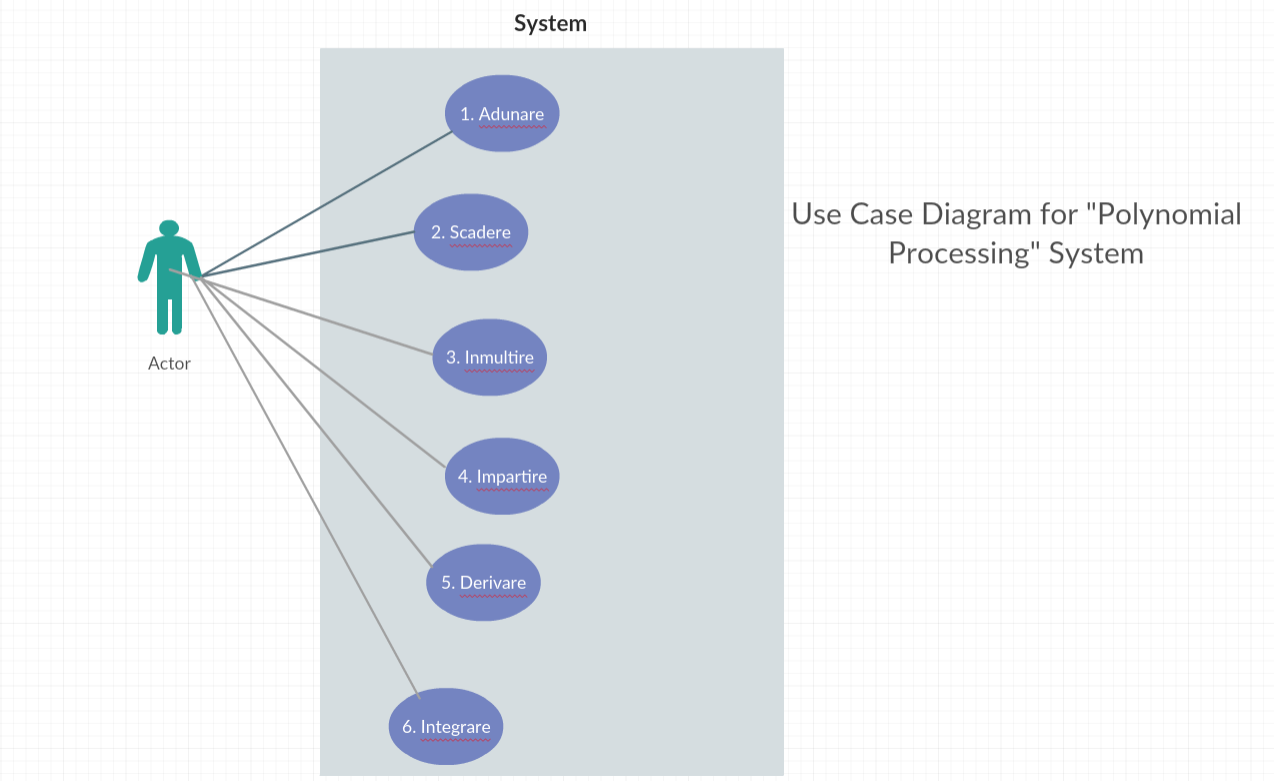 System
1. Adunare
2. Scadere
Use Case Diagram for "Polynomial
Processing" System
3. Inmultire
Actor
4. Impartire
5. Derivare
6. Integrare